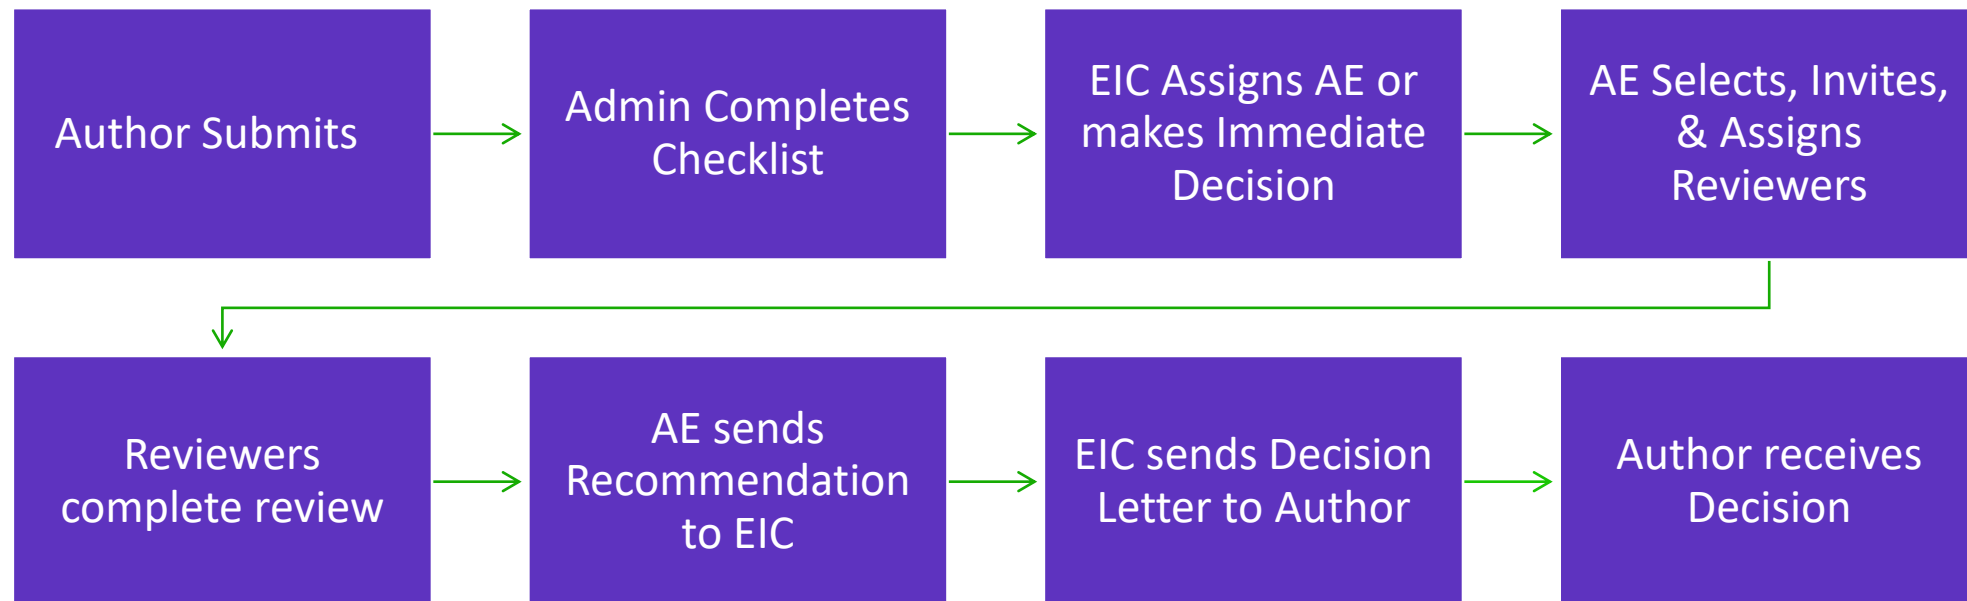 Author Submits
Admin Completes
Checklist
EIC Assigns AE or
makes Immediate
Decision
AE Selects, Invites,
& Assigns
Reviewers
Reviewers
complete review
AE sends
Recommendation
to EIC
EIC sends Decision
Letter to Author
Author receives
Decision